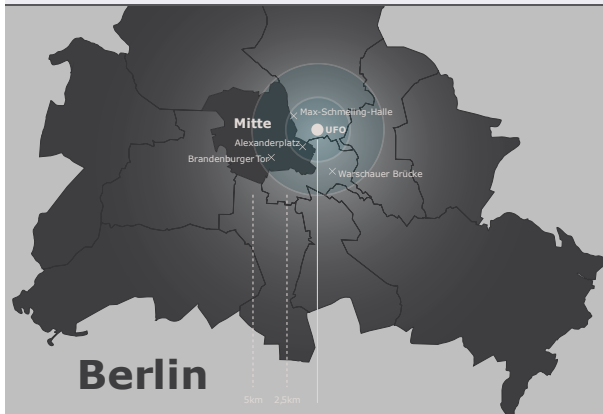 Max-Schmeling-Halle
Mitte
UFO
Alexanderplatz
Brandenburger Tor
Warschauer Brücke
Berlin
5km
2,5km